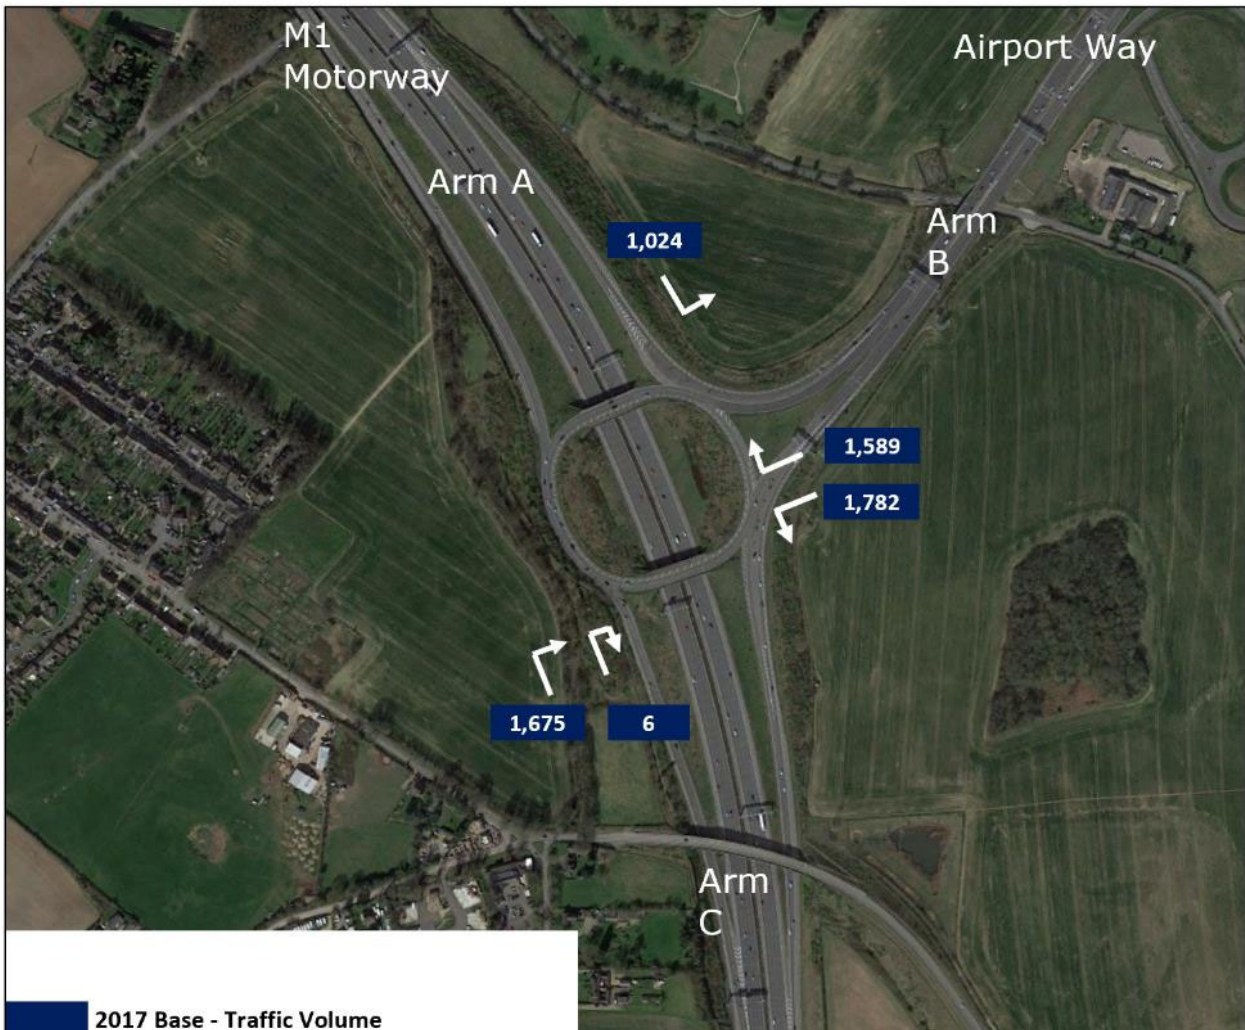 M1
Motorway
Airport Way
Arm A
Arm
B
1,024
1,589
1,782
1,675
6
Arm
C
2017 Base - Traffic Volume